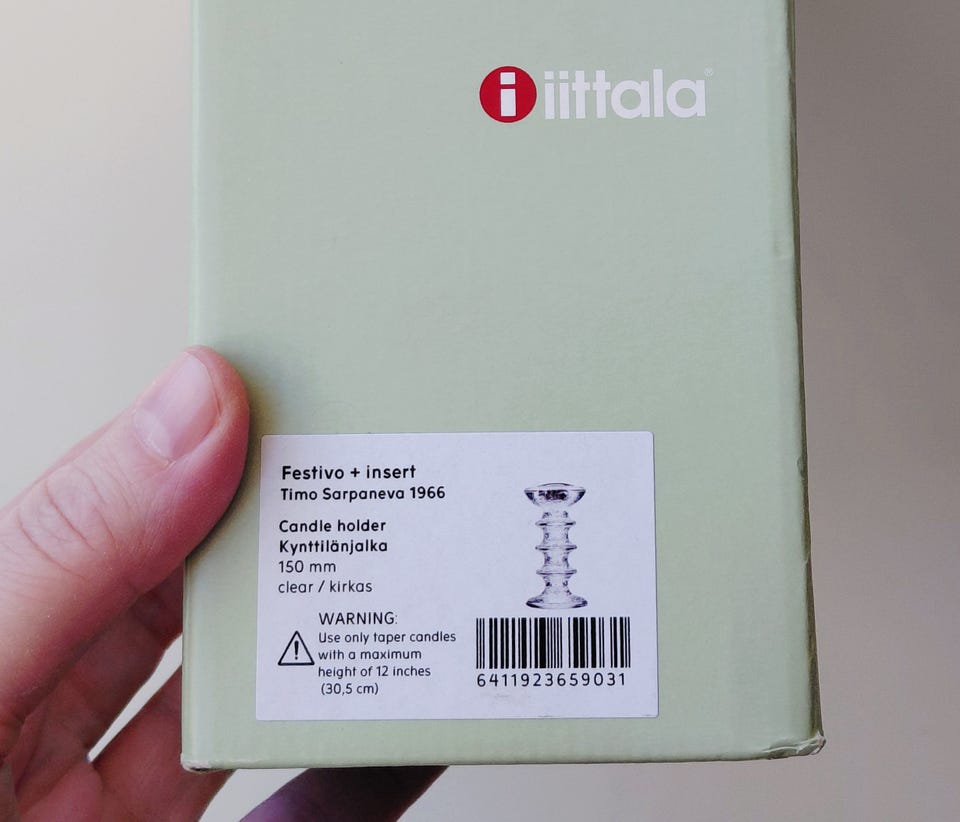 i iittala®
Festivo + insert
Timo Sarpaneva 1966
Candle holder
Kynttilänjalka
150 mm
clear / kirkas
WARNING:
Use only taper candles
with a maximum
height of 12 inches
(30,5 cm)
6411923659031